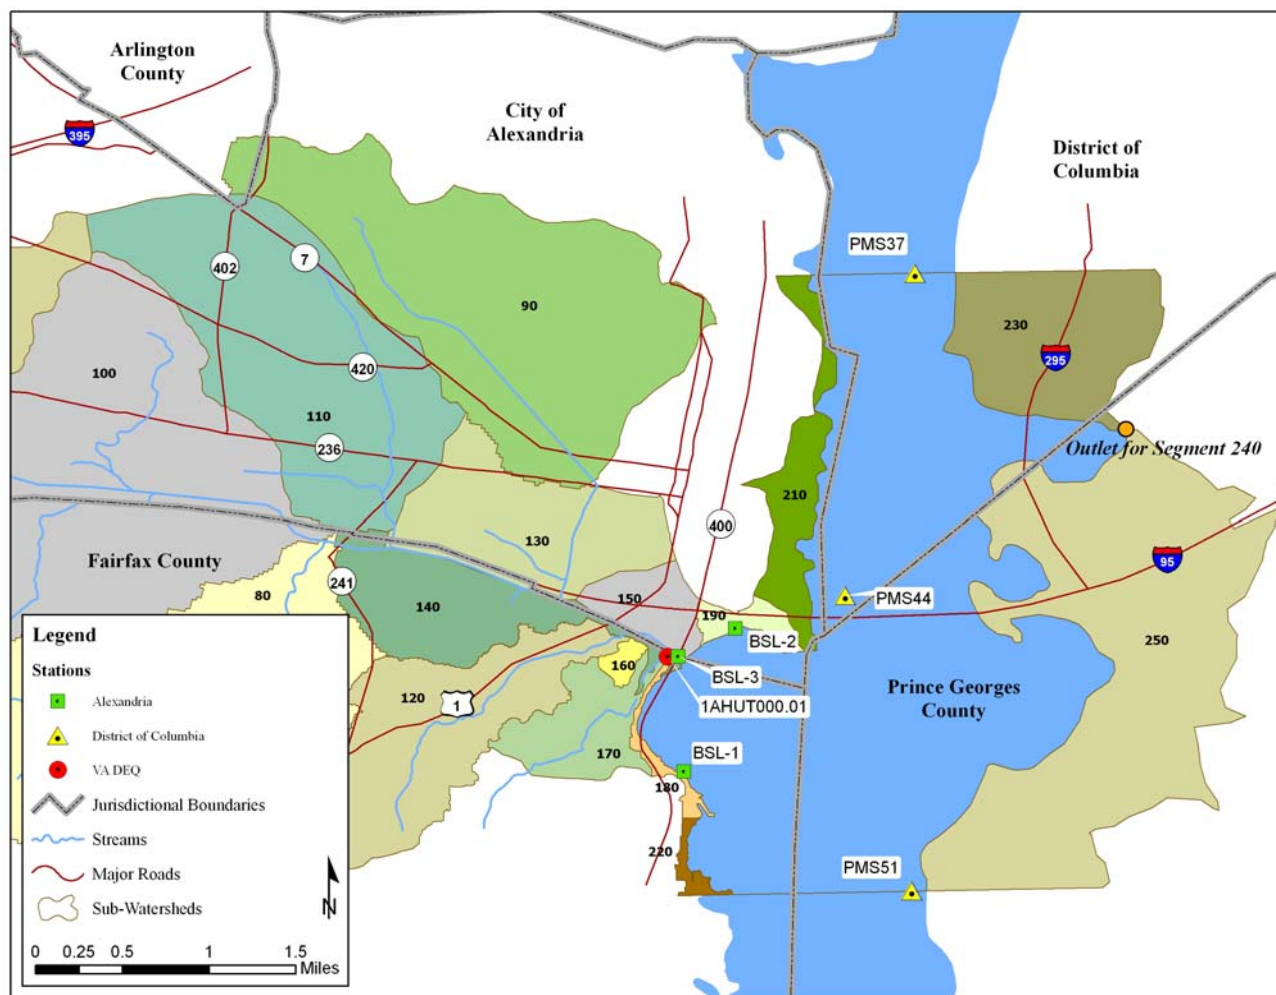 Arlington
County
City of
Alexandria
District of
Columbia
395
PMS37
402
7
90
230
295
100
420
110
236
Outlet for Segment 240
210
400
130
Fairfax County
95
241
80
140
150
PMS44
190
BSL-2
250
160
BSL-3
Prince Georges
County
120
1
1AHUT000.01
170
BSL-1
180
220
PMS51
Legend
Stations
Alexandria
District of Columbia
VA DEQ
Jurisdictional Boundaries
Streams
Major Roads
Sub-Watersheds
N
0 0.25 0.5 1 1.5
Miles